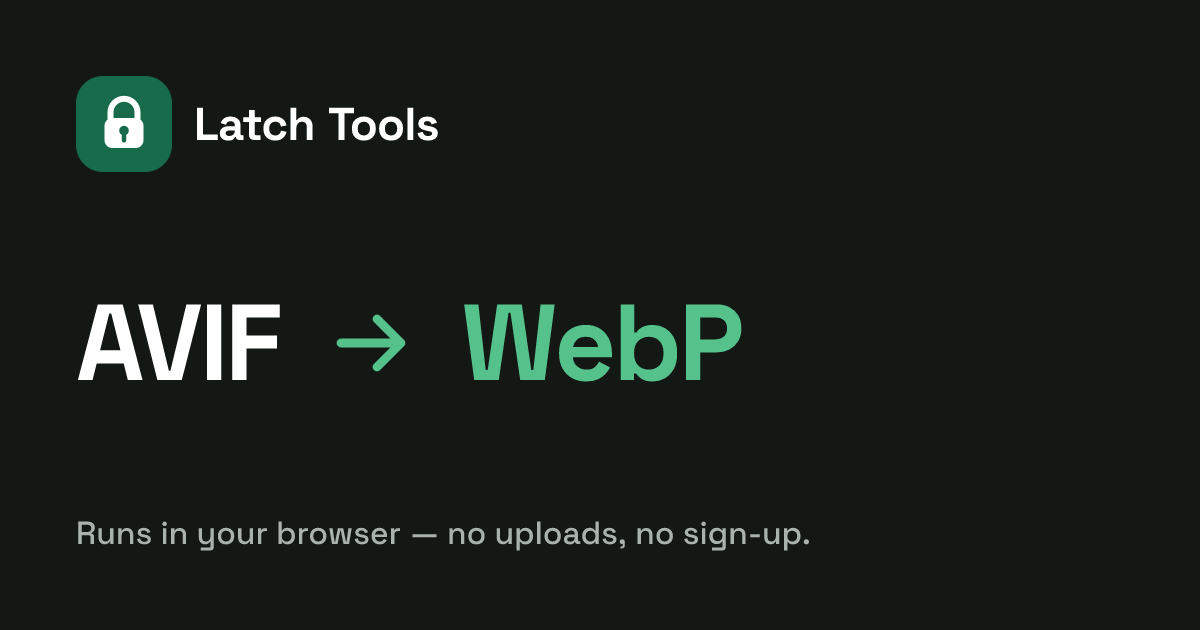 Latch Tools
AVIF → WebP
Runs in your browser — no uploads, no sign-up.